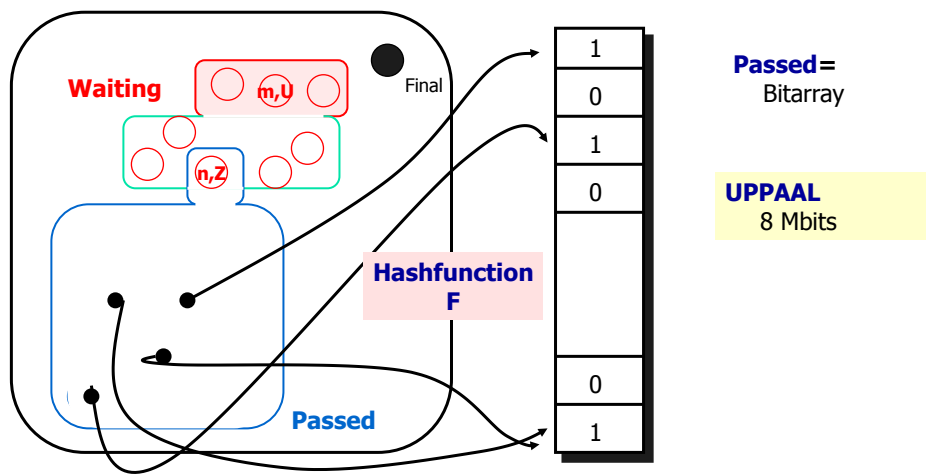 Waiting
m,U
Final
n,Z
Passed
Hashfunction
F
1
0
1
0
0
1
Passed=
Bitarray
UPPAAL
8 Mbits